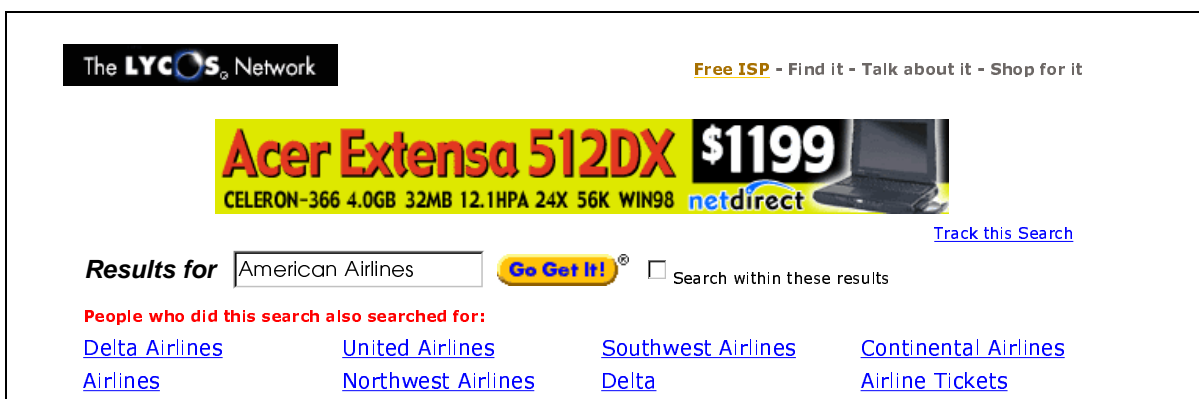 The LYCOS® Network
Free ISP - Find it - Talk about it - Shop for it
Acer Extensa 512DX $1199
CELERON-366 4.0GB 32MB 12.1HPA 24X 56K WIN98 netdirect
Track this Search
Results for American Airlines Go Get It!® Search within these results
People who did this search also searched for:
Delta Airlines United Airlines Southwest Airlines Continental Airlines
Airlines Northwest Airlines Delta Airline Tickets